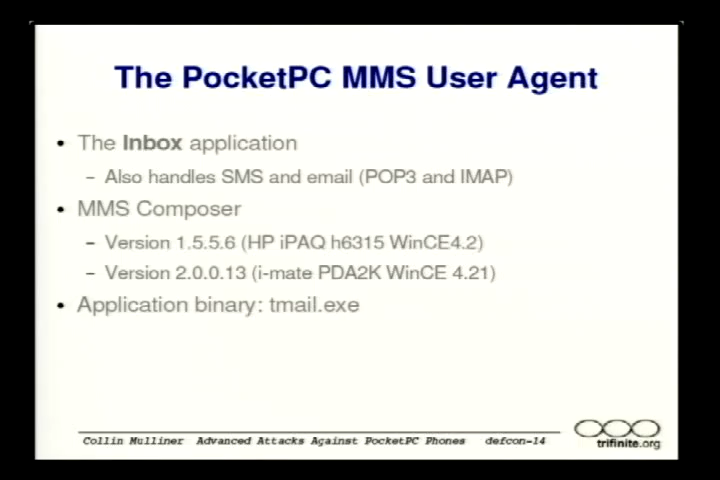 The PocketPC MMS User Agent
• The Inbox application
– Also handles SMS and email (POP3 and IMAP)
• MMS Composer
– Version 1.5.5.6 (HP iPAQ h6315 WinCE4.2)
– Version 2.0.0.13 (i-mate PDA2K WinCE 4.21)
• Application binary: tmail.exe
Collin Mulliner Advanced Attacks Against PocketPC Phones defcon-14
trifinite.org